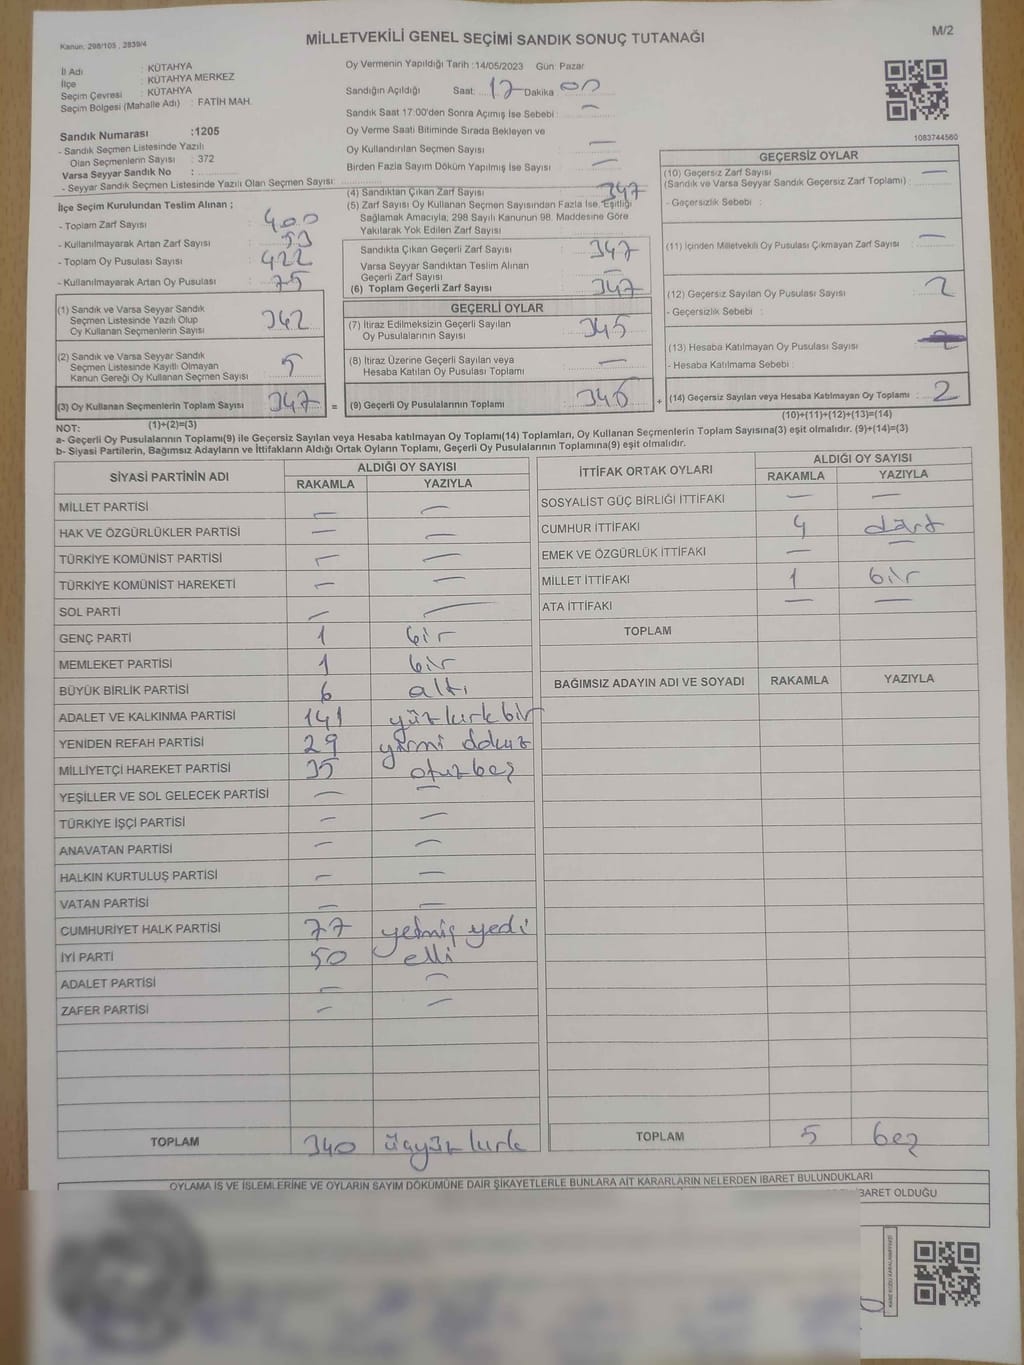 M/2
Kanun: 298/105 , 2839/4
MİLLETVEKİLİ GENEL SEÇİMİ SANDIK SONUÇ TUTANAĞI
İl Adı : KÜTAHYA
İlçe : KÜTAHYA MERKEZ
Seçim Çevresi : KÜTAHYA
Seçim Bölgesi (Mahalle Adı) : FATİH MAH.
Sandık Numarası :1205
- Sandık Seçmen Listesinde Yazılı
Olan Seçmenlerin Sayısı : 372
Varsa Seyyar Sandık No :
- Seyyar Sandık Seçmen Listesinde Yazılı Olan Seçmen Sayısı:
Oy Vermenin Yapıldığı Tarih :14/05/2023 Gün: Pazar
Sandığın Açıldığı Saat: 17 Dakika 00
Sandık Saat 17:00'den Sonra Açımış İse Sebebi : —
Oy Verme Saati Bitiminde Sırada Bekleyen ve
Oy Kullandırılan Seçmen Sayısı : —
Birden Fazla Sayım Döküm Yapılmış İse Sayısı : —
1083744560
İlçe Seçim Kurulundan Teslim Alınan ;
- Toplam Zarf Sayısı : 400
- Kullanılmayarak Artan Zarf Sayısı : 53
- Toplam Oy Pusulası Sayısı : 422
- Kullanılmayarak Artan Oy Pusulası : 75
(1) Sandık ve Varsa Seyyar Sandık
Seçmen Listesinde Yazılı Olup
Oy Kullanan Seçmenlerin Sayısı : 342
(2) Sandık ve Varsa Seyyar Sandık
Seçmen Listesinde Kayıtlı Olmayan
Kanun Gereği Oy Kullanan Seçmen Sayısı : 5
(3) Oy Kullanan Seçmenlerin Toplam Sayısı : 347
(1)+(2)=(3)
(4) Sandıktan Çıkan Zarf Sayısı : 347
(5) Zarf Sayısı Oy Kullanan Seçmen Sayısından Fazla İse, Eşitliği
Sağlamak Amacıyla, 298 Sayılı Kanunun 98. Maddesine Göre
Yakılarak Yok Edilen Zarf Sayısı :
Sandıkta Çıkan Geçerli Zarf Sayısı : 347
Varsa Seyyar Sandıktan Teslim Alınan
Geçerli Zarf Sayısı : —
(6) Toplam Geçerli Zarf Sayısı : 347
GEÇERLİ OYLAR
(7) İtiraz Edilmeksizin Geçerli Sayılan
Oy Pusulalarının Sayısı : 345
(8) İtiraz Üzerine Geçerli Sayılan veya
Hesaba Katılan Oy Pusulası Toplamı : —
= (9) Geçerli Oy Pusulalarının Toplamı : 345
GEÇERSİZ OYLAR
(10) Geçersiz Zarf Sayısı : —
(Sandık ve Varsa Seyyar Sandık Geçersiz Zarf Toplamı)
- Geçersizlik Sebebi :
(11) İçinden Milletvekili Oy Pusulası Çıkmayan Zarf Sayısı : —
(12) Geçersiz Sayılan Oy Pusulası Sayısı : 2
- Geçersizlik Sebebi :
(13) Hesaba Katılmayan Oy Pusulası Sayısı :
- Hesaba Katılmama Sebebi :
+ (14) Geçersiz Sayılan veya Hesaba Katılmayan Oy Toplamı : 2
(10)+(11)+(12)+(13)=(14)
NOT:
a- Geçerli Oy Pusulalarının Toplamı(9) ile Geçersiz Sayılan veya Hesaba katılmayan Oy Toplamı(14) Toplamları, Oy Kullanan Seçmenlerin Toplam Sayısına(3) eşit olmalıdır. (9)+(14)=(3)
b- Siyasi Partilerin, Bağımsız Adayların ve İttifakların Aldığı Ortak Oyların Toplamı, Geçerli Oy Pusulalarının Toplamına(9) eşit olmalıdır.
SİYASİ PARTİNİN ADI ALDIĞI OY SAYISI
RAKAMLA YAZIYLA
MİLLET PARTİSİ — —
HAK VE ÖZGÜRLÜKLER PARTİSİ — —
TÜRKİYE KOMÜNİST PARTİSİ — —
TÜRKİYE KOMÜNİST HAREKETİ — —
SOL PARTİ — —
GENÇ PARTİ 1 bir
MEMLEKET PARTİSİ 1 bir
BÜYÜK BİRLİK PARTİSİ 6 altı
ADALET VE KALKINMA PARTİSİ 141 yüz kırk bir
YENİDEN REFAH PARTİSİ 29 yirmi dokuz
MİLLİYETÇİ HAREKET PARTİSİ 35 otuz beş
YEŞİLLER VE SOL GELECEK PARTİSİ — —
TÜRKİYE İŞÇİ PARTİSİ — —
ANAVATAN PARTİSİ — —
HALKIN KURTULUŞ PARTİSİ — —
VATAN PARTİSİ — —
CUMHURİYET HALK PARTİSİ 77 yetmiş yedi
İYİ PARTİ 50 elli
ADALET PARTİSİ — —
ZAFER PARTİSİ — —
TOPLAM 340 üçyüz kırk
İTTİFAK ORTAK OYLARI ALDIĞI OY SAYISI
RAKAMLA YAZIYLA
SOSYALİST GÜÇ BİRLİĞİ İTTİFAKI — —
CUMHUR İTTİFAKI 4 dört
EMEK VE ÖZGÜRLÜK İTTİFAKI — —
MİLLET İTTİFAKI 1 bir
ATA İTTİFAKI — —
TOPLAM
BAĞIMSIZ ADAYIN ADI VE SOYADI RAKAMLA YAZIYLA
TOPLAM 5 beş
OYLAMA İŞ VE İŞLEMLERİNE VE OYLARIN SAYIM DÖKÜMÜNE DAİR ŞİKAYETLERLE BUNLARA AİT KARARLARIN NELERDEN İBARET BULUNDUKLARI
İBARET OLDUĞU